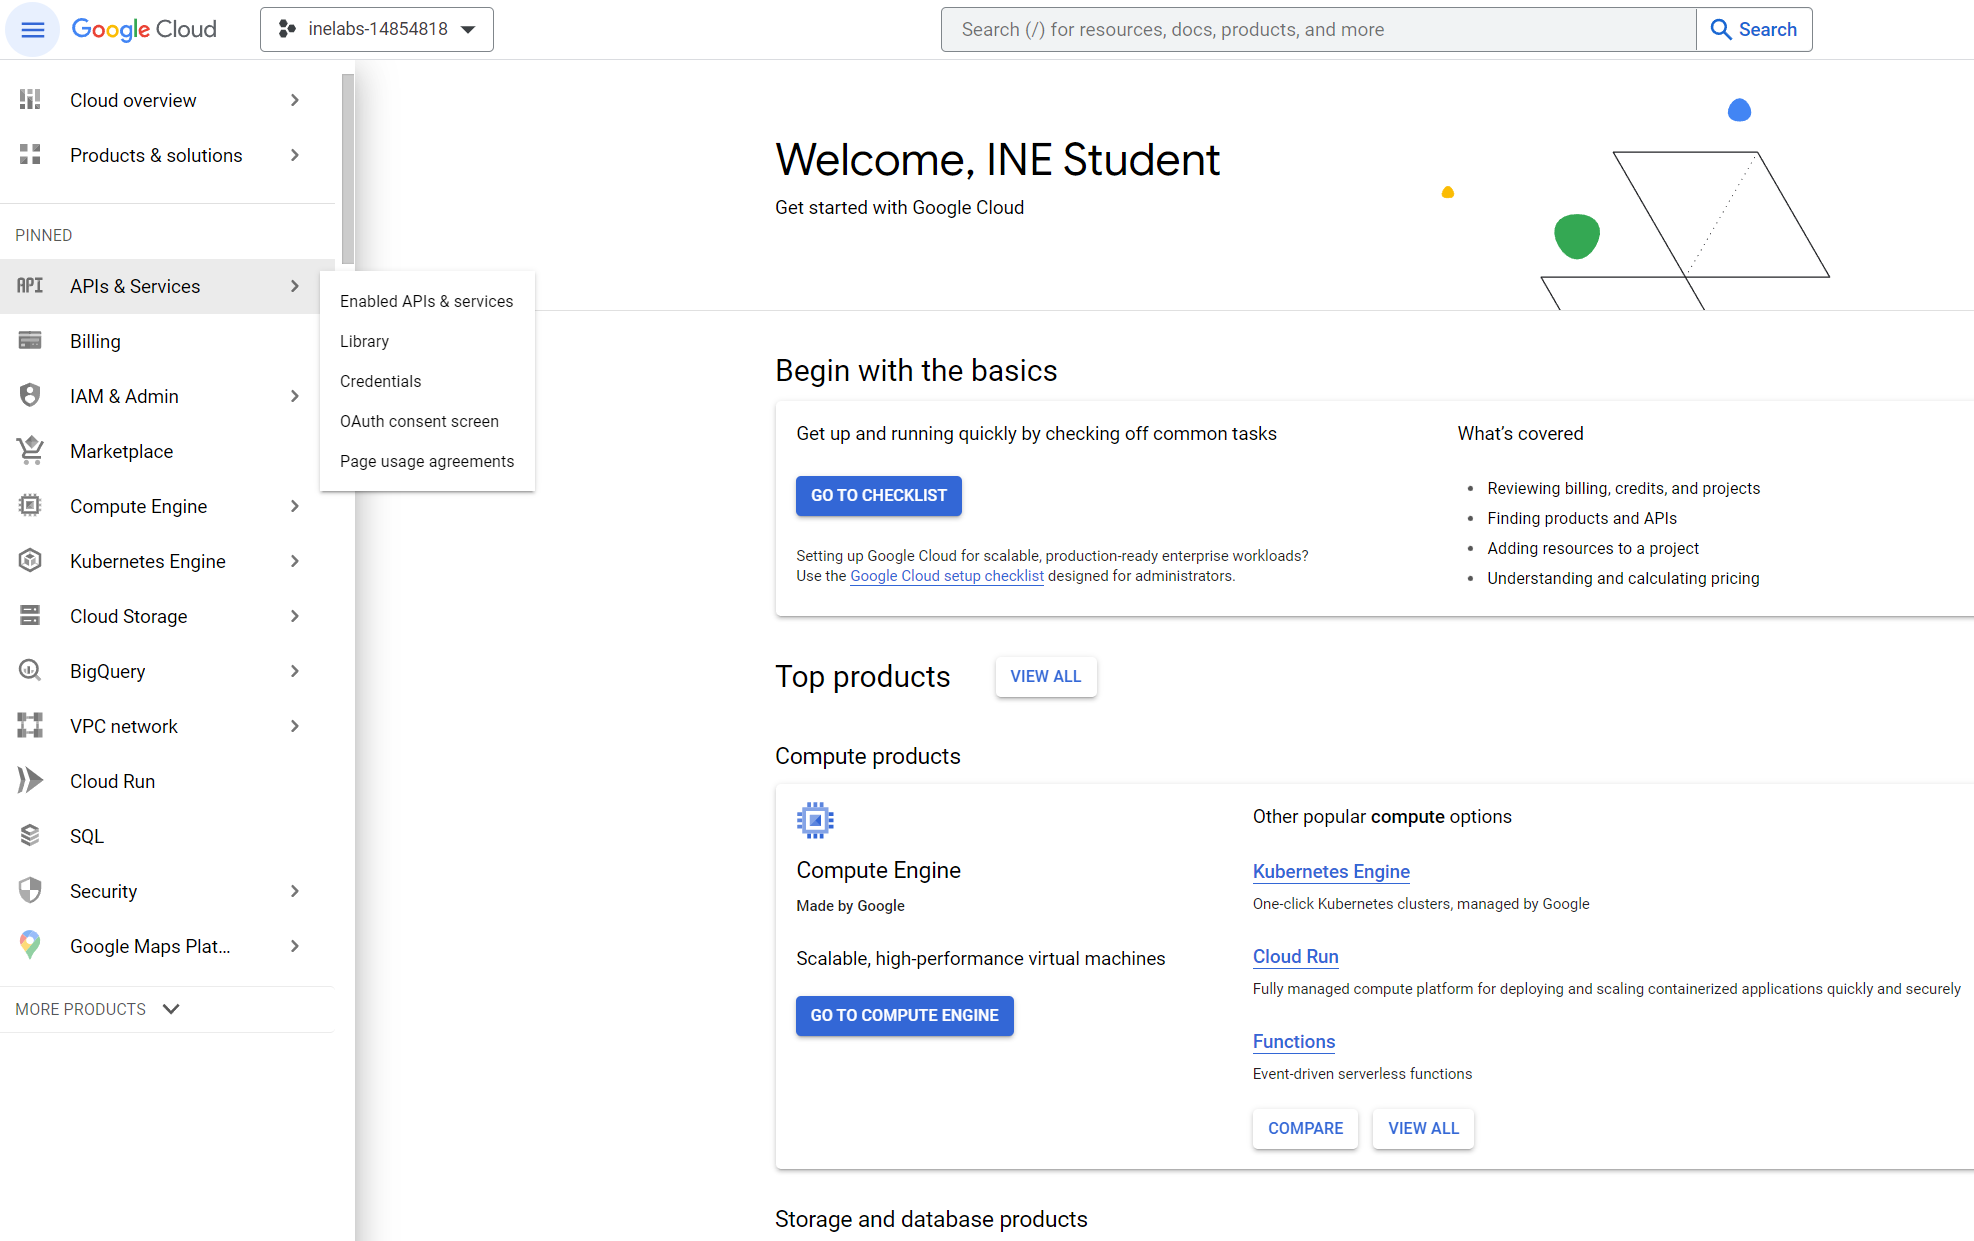 Google Cloud
inelabs-14854818
Search (/) for resources, docs, products, and more
Search
Cloud overview
Products & solutions
PINNED
API
APIs & Services
Billing
IAM & Admin
Marketplace
Compute Engine
Kubernetes Engine
Cloud Storage
BigQuery
VPC network
Cloud Run
SQL
Security
Google Maps Plat...
MORE PRODUCTS
Enabled APIs & services
Library
Credentials
OAuth consent screen
Page usage agreements
Welcome, INE Student
Get started with Google Cloud
Begin with the basics
Get up and running quickly by checking off common tasks
GO TO CHECKLIST
Setting up Google Cloud for scalable, production-ready enterprise workloads?
Use the Google Cloud setup checklist designed for administrators.
What's covered
Reviewing billing, credits, and projects
Finding products and APIs
Adding resources to a project
Understanding and calculating pricing
Top products
VIEW ALL
Compute products
Compute Engine
Made by Google
Scalable, high-performance virtual machines
GO TO COMPUTE ENGINE
Other popular compute options
Kubernetes Engine
One-click Kubernetes clusters, managed by Google
Cloud Run
Fully managed compute platform for deploying and scaling containerized applications quickly and securely
Functions
Event-driven serverless functions
COMPARE
VIEW ALL
Storage and database products